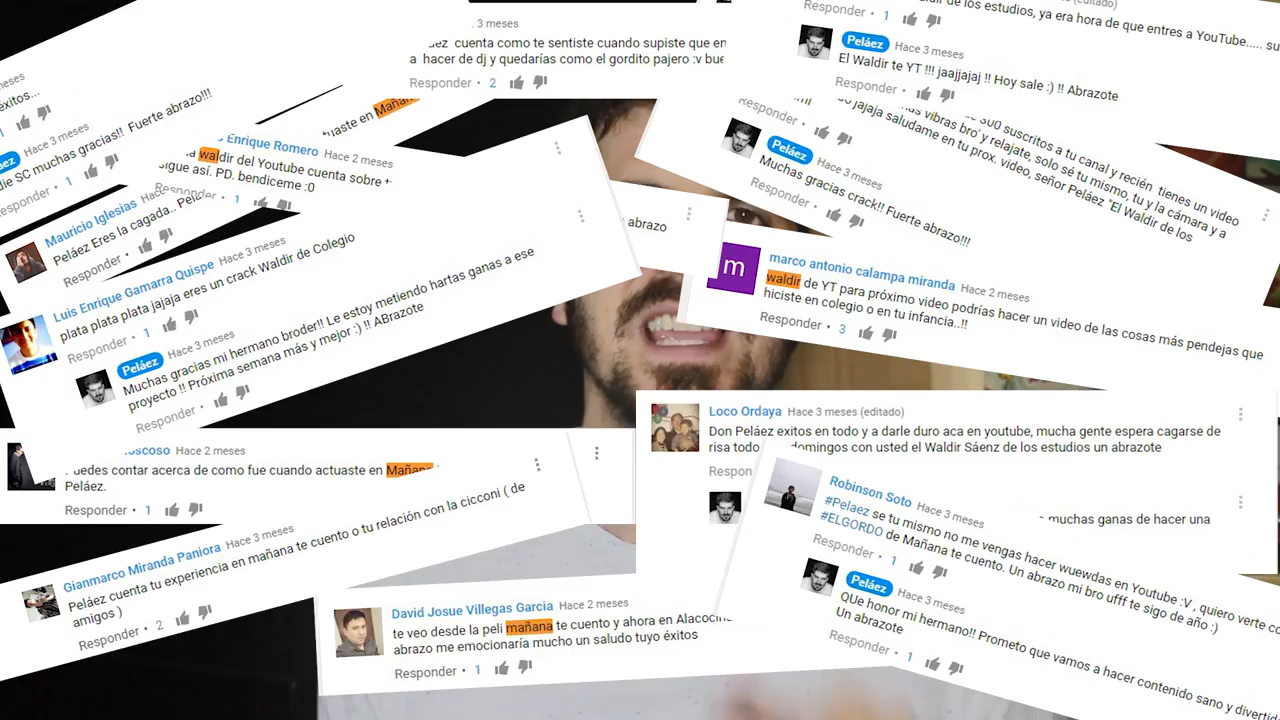 . 3 meses
cuenta como te sentiste cuando supiste que en
a hacer de dj y quedarías como el gordito pajero :v bue
Responder · 2
(editado)
de los estudios, ya era hora de que entres a YouTube..... su
Responder · 1
Peláez Hace 3 meses
El Waldir te YT !!! jaajjajaj !! Hoy sale :) !! Abrazote
Responder
meses
éxitos...
1
Hace 3 meses
SC muchas gracias!! Fuerte abrazo!!!
Responder · 1
en Mañan
Enrique Romero Hace 2 meses
waldir del Youtube cuenta sobre
sigue así. PD. bendiceme :0
Responder · 1
Mauricio Iglesias
Peláez Eres la cagada..
Responder
Luis Enrique Gamarra Quispe Hace 3 meses
plata plata plata jajaja eres un crack Waldir de Colegio
Responder · 1
Peláez Hace 3 meses
Muchas gracias mi hermano broder!! Le estoy metiendo hartas ganas a ese
proyecto !! Próxima semana más y mejor :) !! ABrazote
Responder
abrazo
300 suscritos a tu canal y recién tienes un video
vibras bro' y relajate, solo sé tu mismo, tu y la cámara y a
jajaja saludame en tu prox. video, señor Peláez "El Waldir de los
Responder
Peláez Hace 3 meses
Muchas gracias crack!! Fuerte abrazo!!!
Responder
m
marco antonio calampa miranda Hace 2 meses
waldir de YT para próximo video podrías hacer un video de las cosas más pendejas que
hiciste en colegio o en tu infancia..!!
Responder · 3
Hace 2 meses
Puedes contar acerca de como fue cuando actuaste en Mañana
Peláez.
Responder · 1
Loco Ordaya Hace 3 meses (editado)
Don Peláez exitos en todo y a darle duro aca en youtube, mucha gente espera cagarse de
risa todo domingos con usted el Waldir Sáenz de los estudios un abrazote
Respon
muchas ganas de hacer una
Gianmarco Miranda Paniora Hace 3 meses
Peláez cuenta tu experiencia en mañana te cuento o tu relación con la cicconi ( de
amigos )
Responder · 2
Robinson Soto Hace 3 meses
#Pelaez se tu mismo no me vengas hacer wuewdas en Youtube :V , quiero verte co
#ELGORDO de Mañana te cuento. Un abrazo mi bro ufff te sigo de año :)
Responder · 1
Peláez Hace 3 meses
QUe honor mi hermano!! Prometo que vamos a hacer contenido sano y divertid
Un abrazote
Responder · 1
David Josue Villegas Garcia Hace 2 meses
te veo desde la peli mañana te cuento y ahora en Alacocin
abrazo me emocionaría mucho un saludo tuyo éxitos
Responder · 1